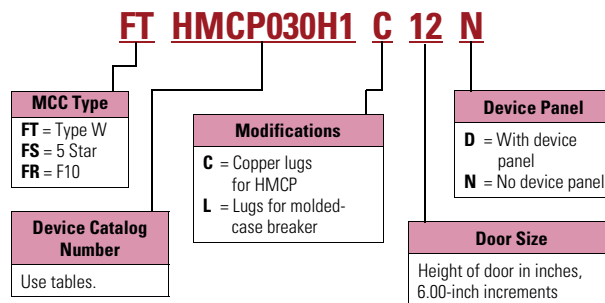 FT HMCP030H1 C 12 N
MCC Type
FT = Type W
FS = 5 Star
FR = F10
Device Catalog
Number
Use tables.
Modifications
C = Copper lugs
for HMCP
L = Lugs for molded-
case breaker
Device Panel
D = With device
panel
N = No device panel
Door Size
Height of door in inches,
6.00-inch increments